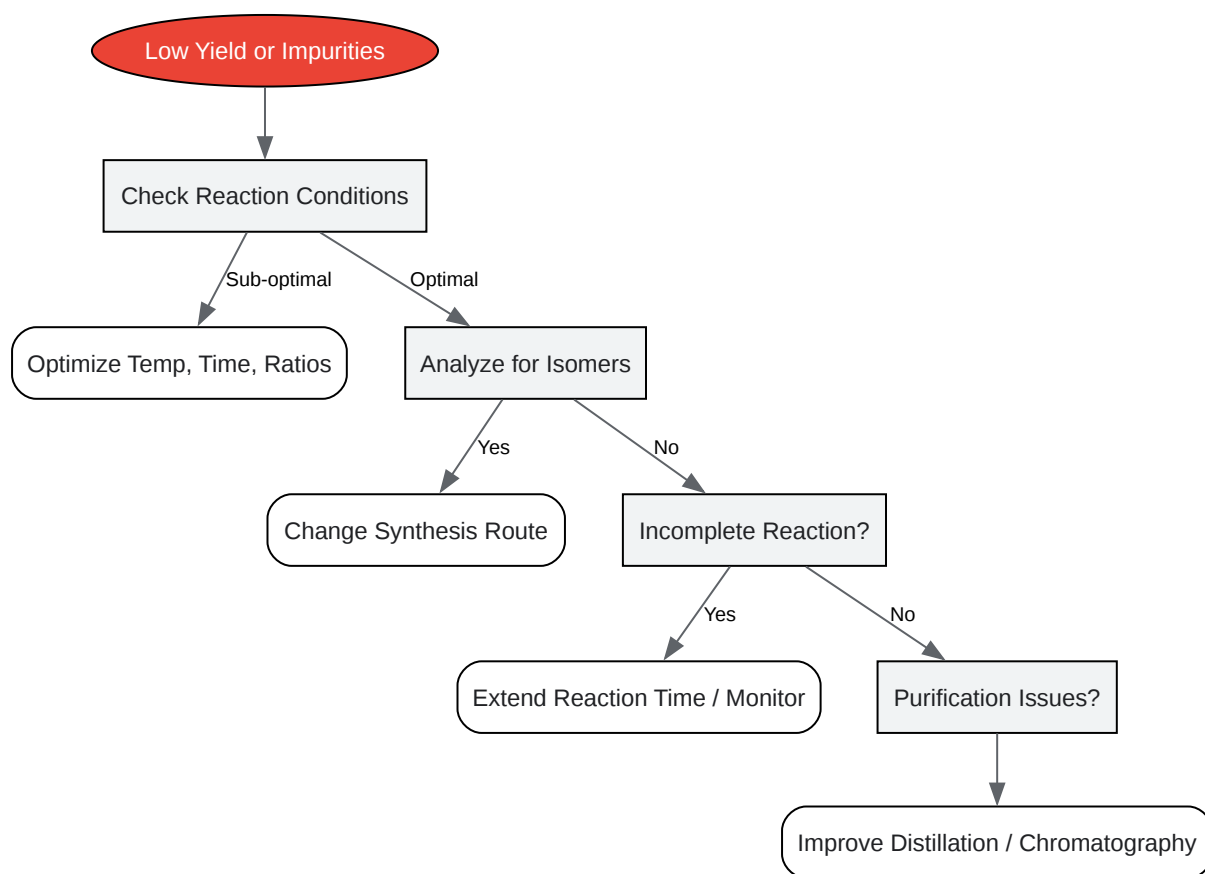 Low Yield or Impurities
Check Reaction Conditions
Sub-optimal
Optimal
Optimize Temp, Time, Ratios
Analyze for Isomers
Yes
No
Change Synthesis Route
Incomplete Reaction?
Yes
No
Extend Reaction Time / Monitor
Purification Issues?
Improve Distillation / Chromatography